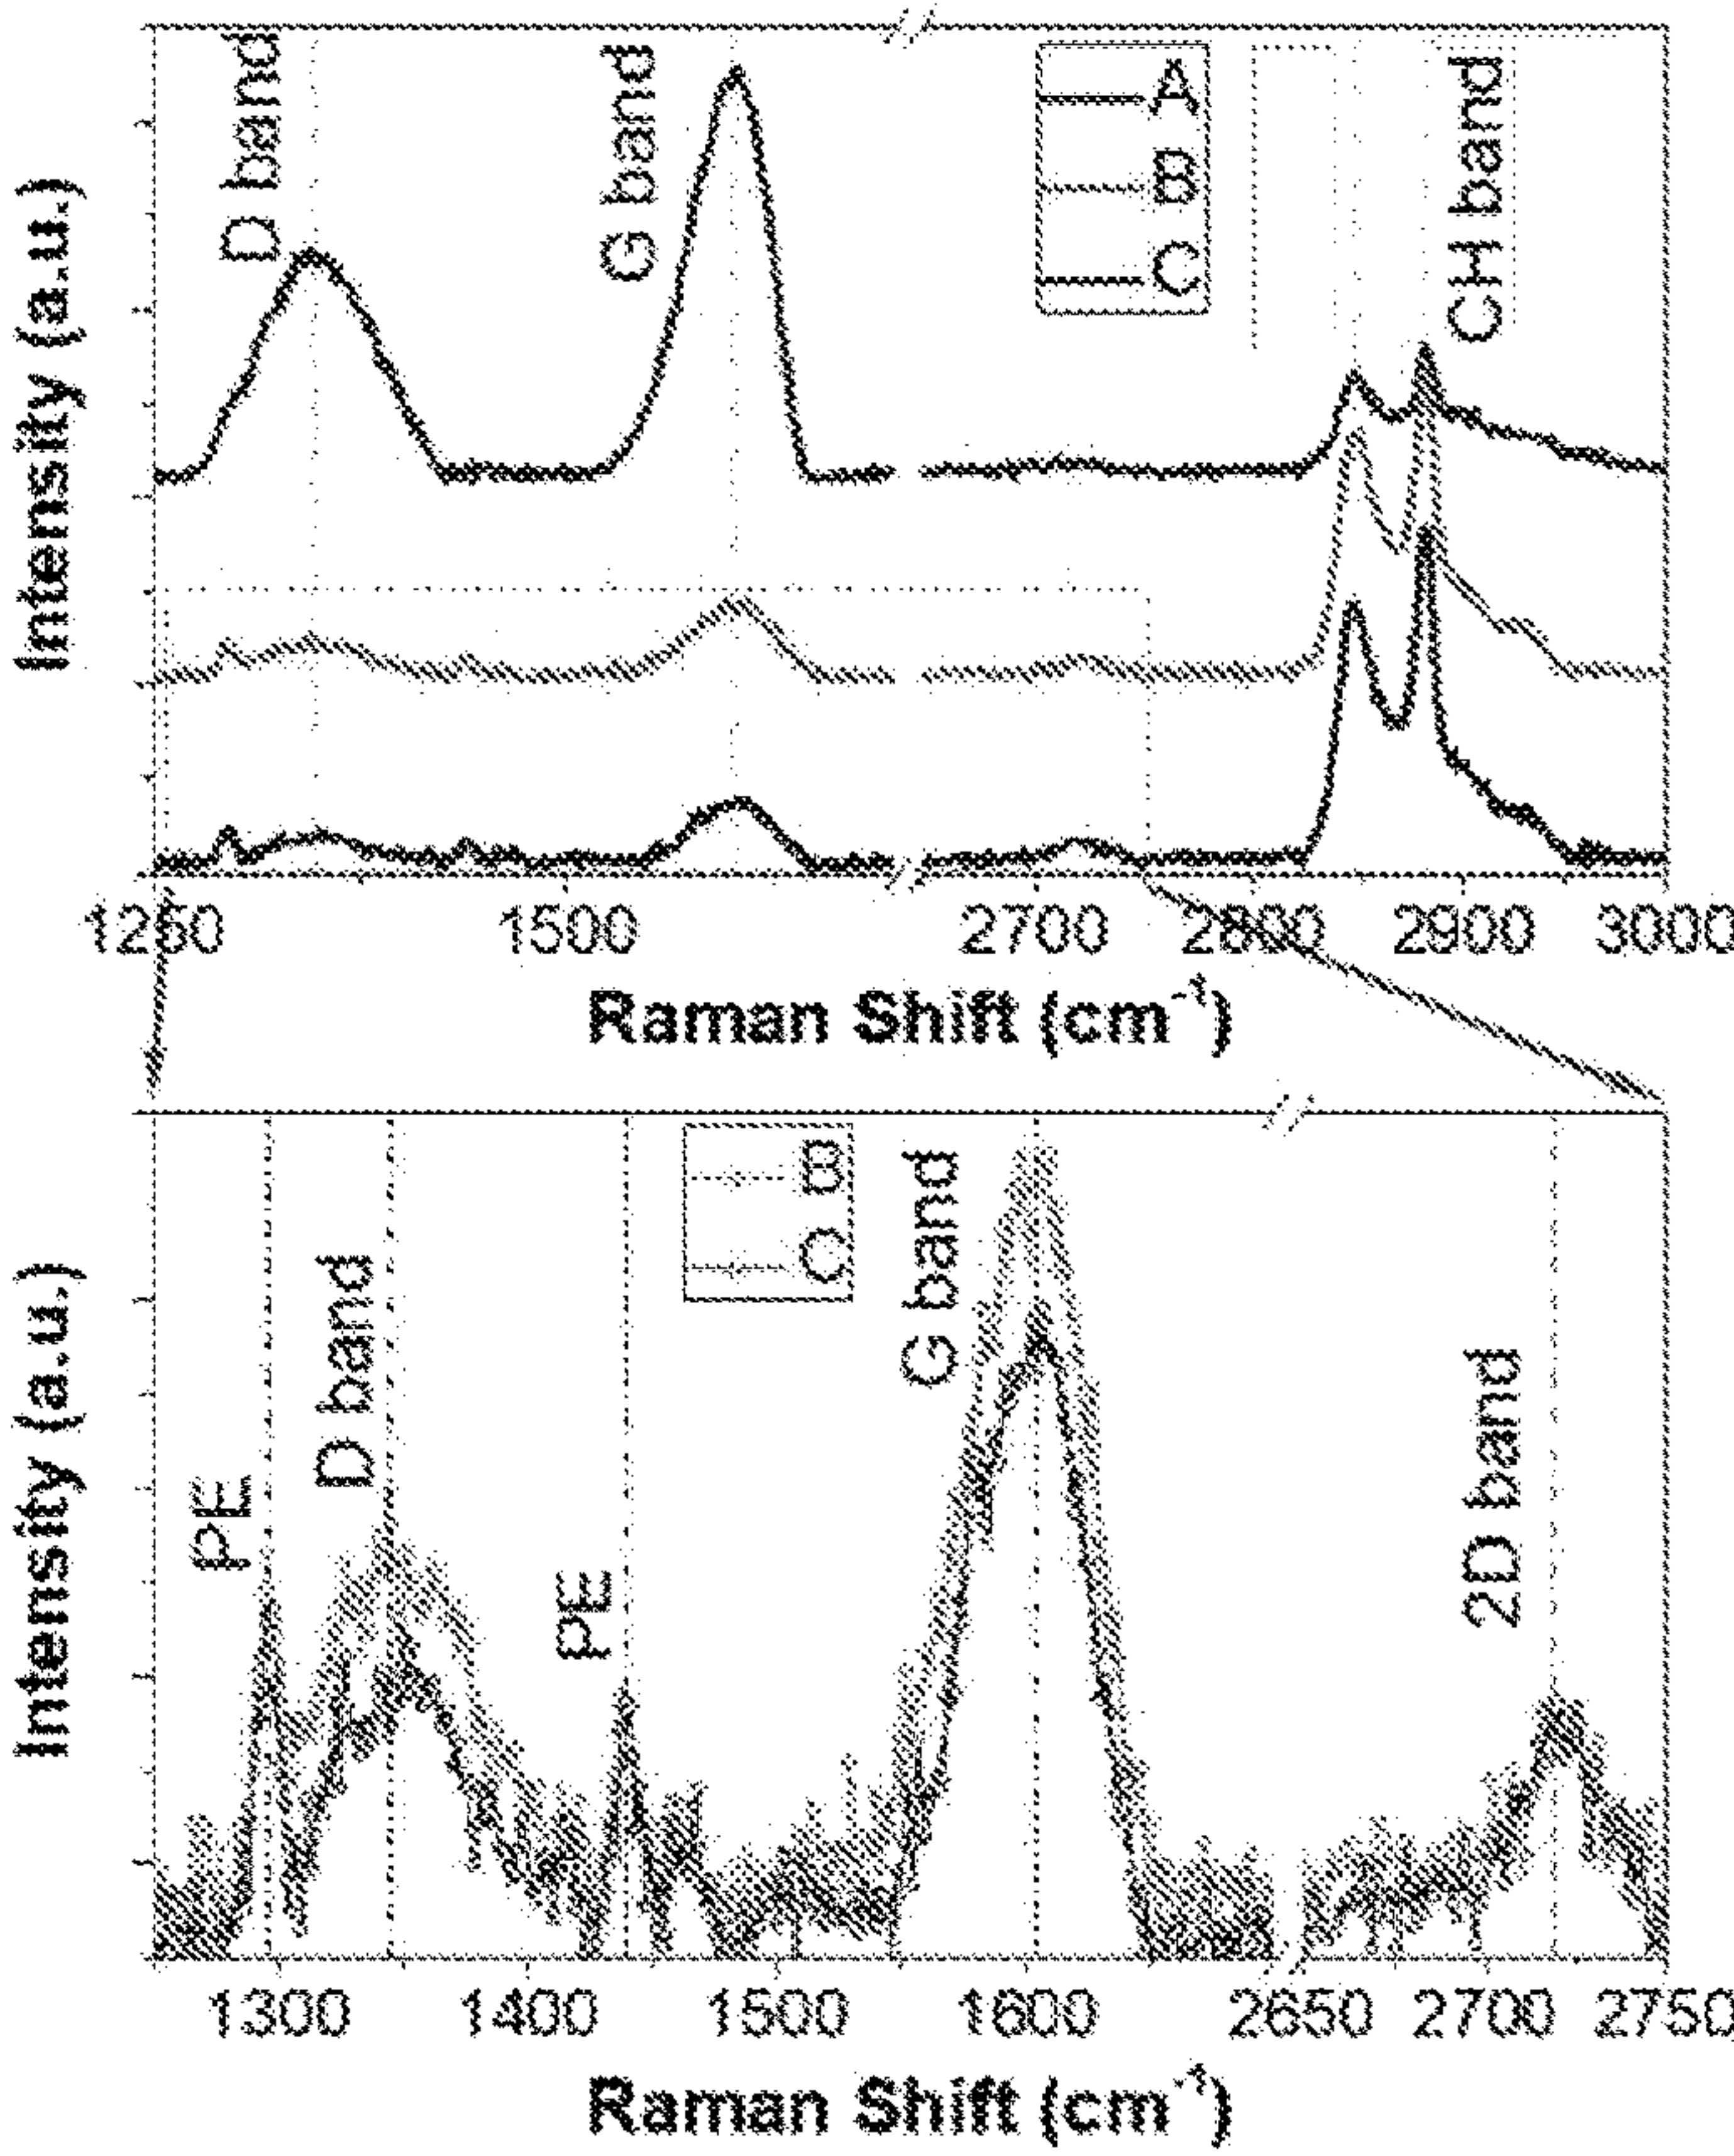 Intensity (a.u.)
D band
G band
A
B
C
CH band
1250
1500
2700
2800
2900
3000
Raman Shift (cm⁻¹)
Intensity (a.u.)
PE
D band
PE
B
C
G band
2D band
1300
1400
1500
1600
2650
2700
2750
Raman Shift (cm⁻¹)